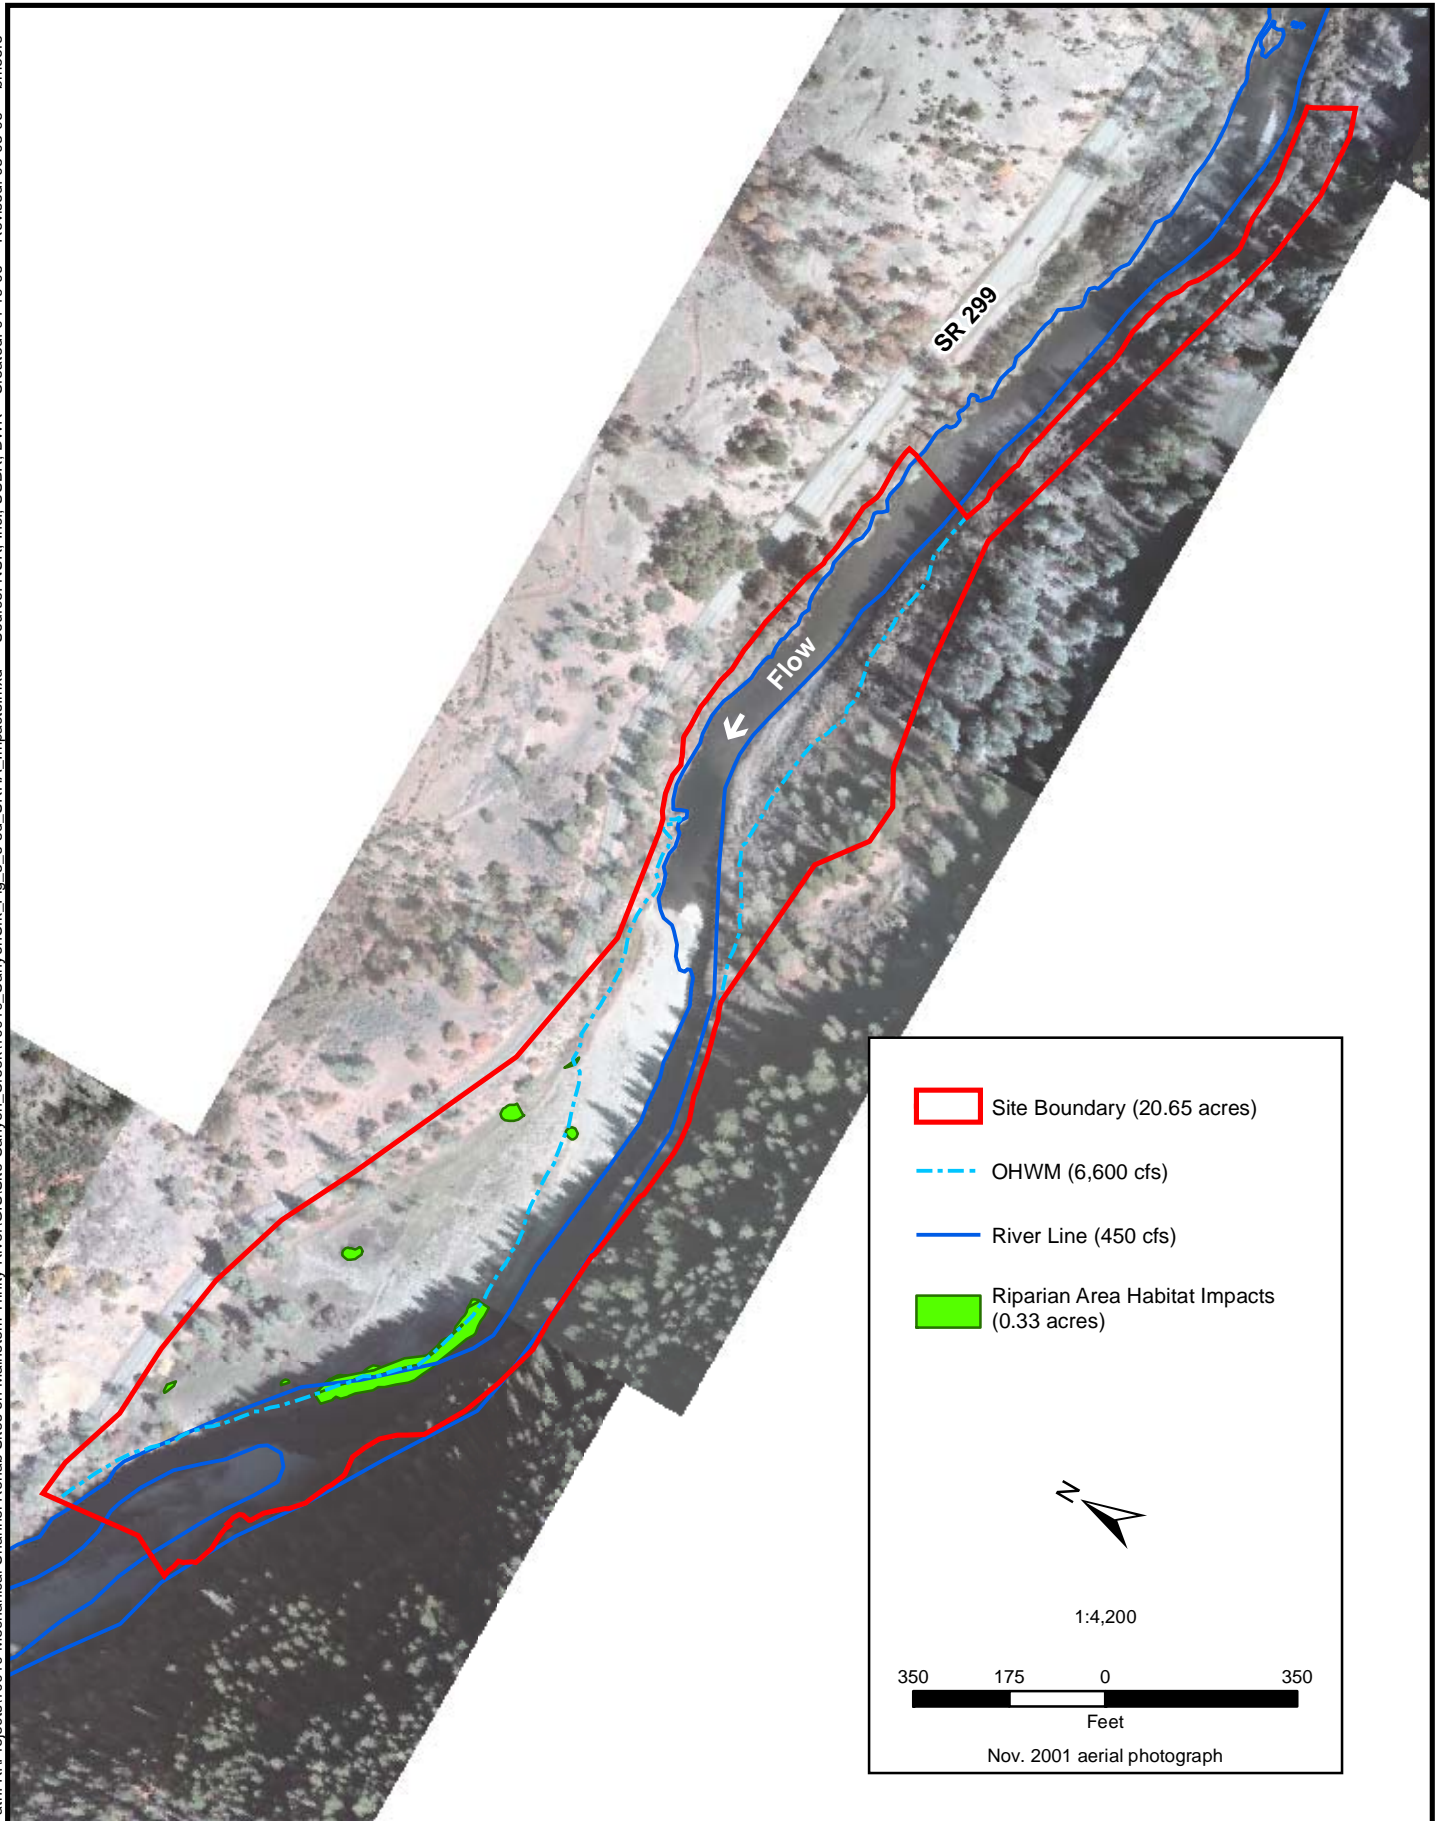 SR 299
Flow
Site Boundary (20.65 acres)
OHWM (6,600 cfs)
River Line (450 cfs)
Riparian Area Habitat Impacts
(0.33 acres)
N
1:4,200
350 175 0 350
Feet
Nov. 2001 aerial photograph